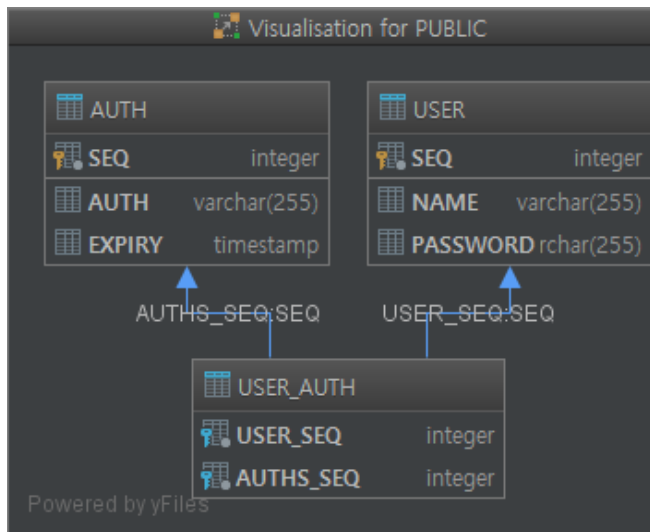 Visualisation for PUBLIC
AUTH
SEQ integer
AUTH varchar(255)
EXPIRY timestamp
USER
SEQ integer
NAME varchar(255)
PASSWORD rchar(255)
AUTHS_SEQ:SEQ
USER_SEQ:SEQ
USER_AUTH
USER_SEQ integer
AUTHS_SEQ integer
Powered by yFiles